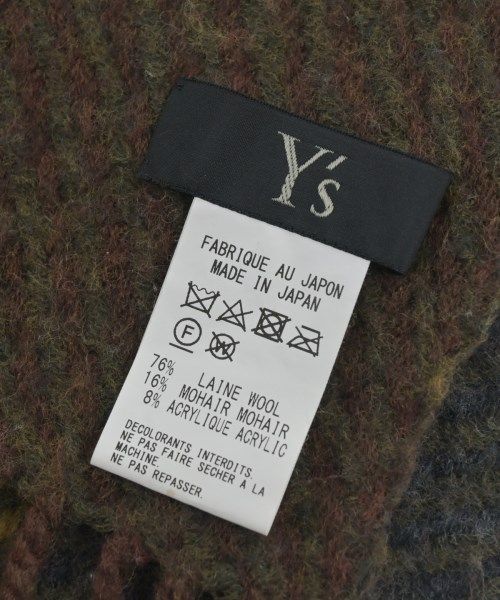 Y's
FABRIQUE AU JAPON
MADE IN JAPAN
F W
76% LAINE WOOL
16% MOHAIR MOHAIR
8% ACRYLIQUE ACRYLIC
DECOLORANTS INTERDITS
NE PAS FAIRE SECHER A LA
MACHINE.
NE PAS REPASSER.